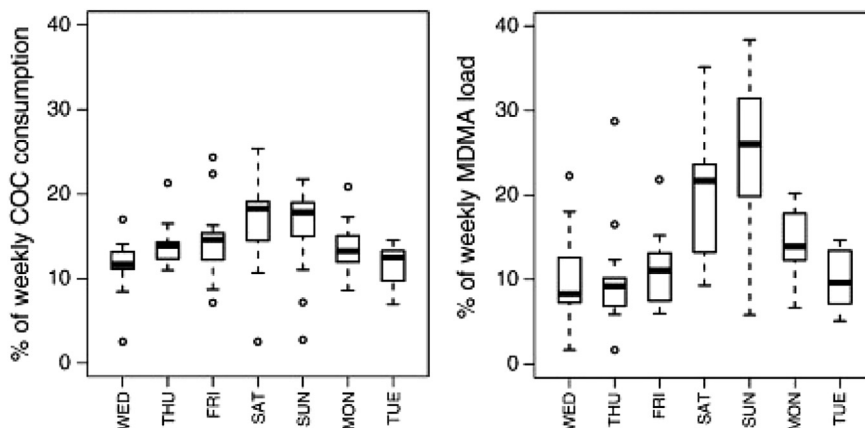 % of weekly COC consumption
40
30
20
10
0
WED
THU
FRI
SAT
SUN
MON
TUE
% of weekly MDMA load
40
30
20
10
0
WED
THU
FRI
SAT
SUN
MON
TUE